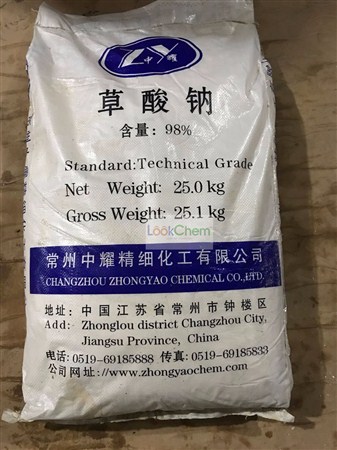 ZY
中 耀
草酸钠
含量: 98%
Standard:Technical Grade
Net Weight: 25.0 kg
Gross Weight: 25.1 kg
LookChem
常州中耀精细化工有限公司
CHANGZHOU ZHONGYAO CHEMICAL CO.,LTD.
地址: 中国江苏省常州市钟楼区
Add: Zhonglou district Changzhou City,
Jiangsu Province, China
电话: 0519-69185888 传真: 0519-69185833
公司网址://www.zhongyaochem.com